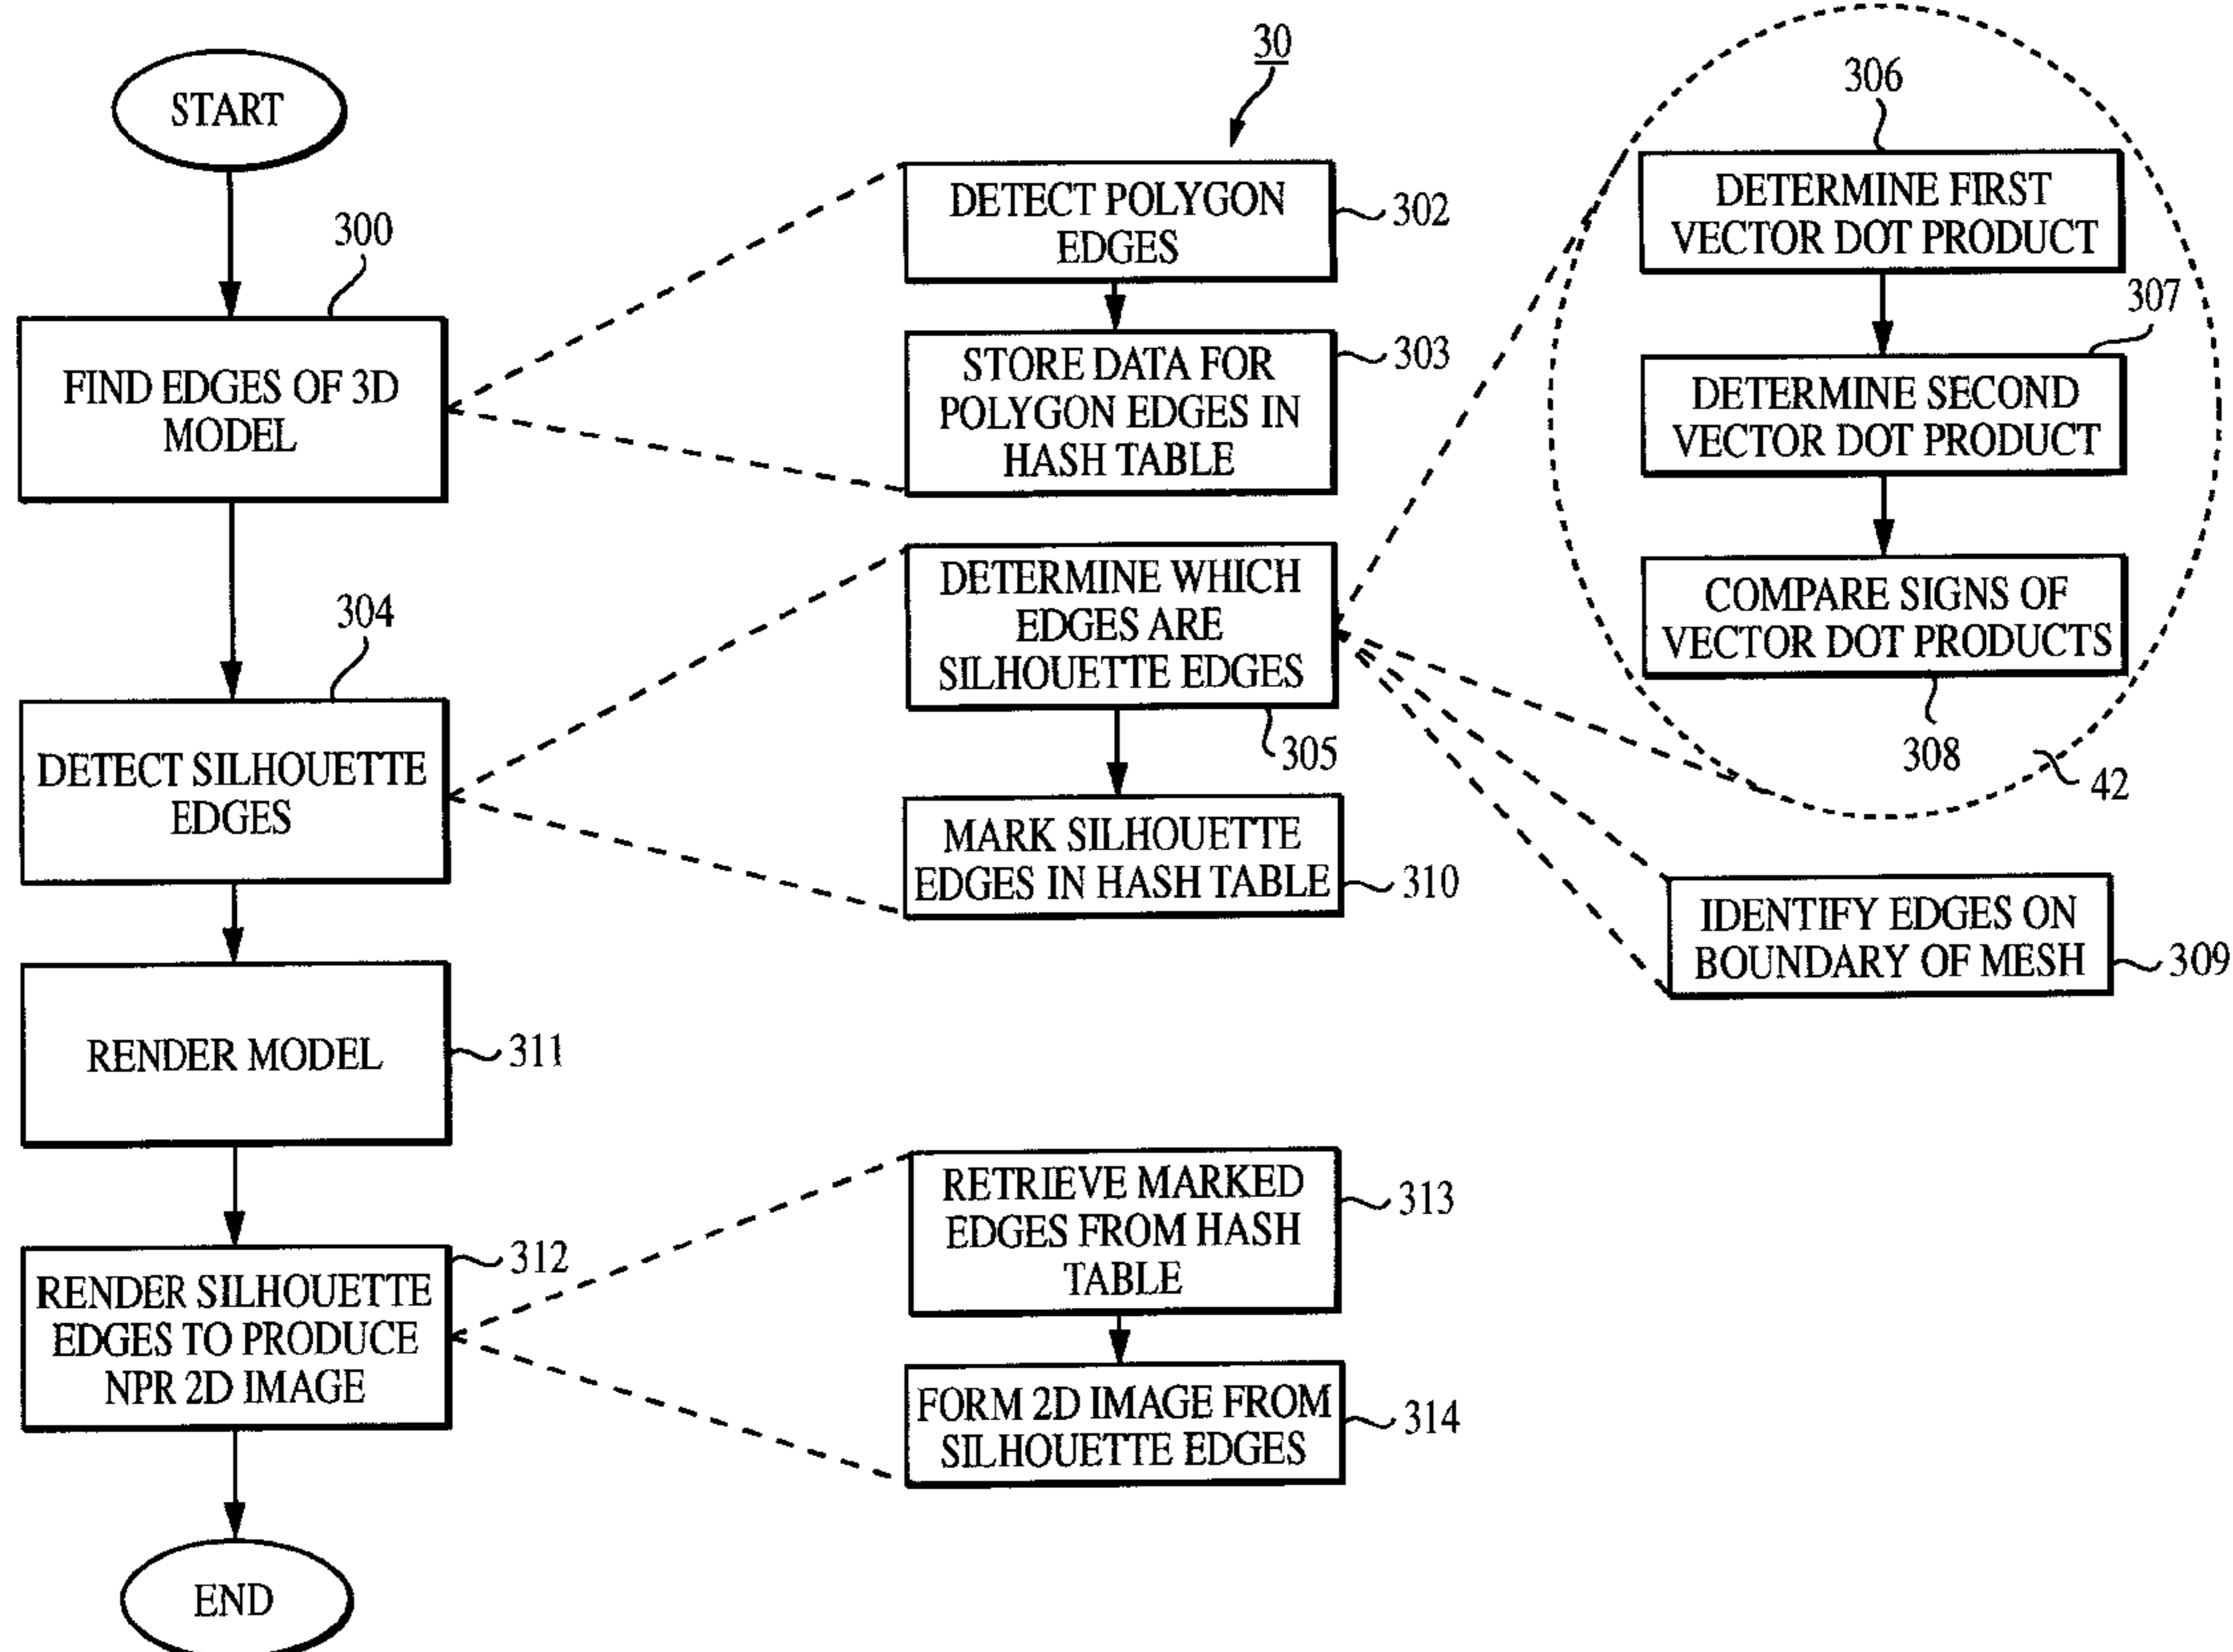 START
300
FIND EDGES OF 3D
MODEL
304
DETECT SILHOUETTE
EDGES
RENDER MODEL
311
312
RENDER SILHOUETTE
EDGES TO PRODUCE
NPR 2D IMAGE
END
30
DETECT POLYGON
EDGES
302
STORE DATA FOR
POLYGON EDGES IN
HASH TABLE
303
DETERMINE WHICH
EDGES ARE
SILHOUETTE EDGES
305
MARK SILHOUETTE
EDGES IN HASH TABLE
310
RETRIEVE MARKED
EDGES FROM HASH
TABLE
313
FORM 2D IMAGE FROM
SILHOUETTE EDGES
314
306
DETERMINE FIRST
VECTOR DOT PRODUCT
307
DETERMINE SECOND
VECTOR DOT PRODUCT
COMPARE SIGNS OF
VECTOR DOT PRODUCTS
308
42
IDENTIFY EDGES ON
BOUNDARY OF MESH
309